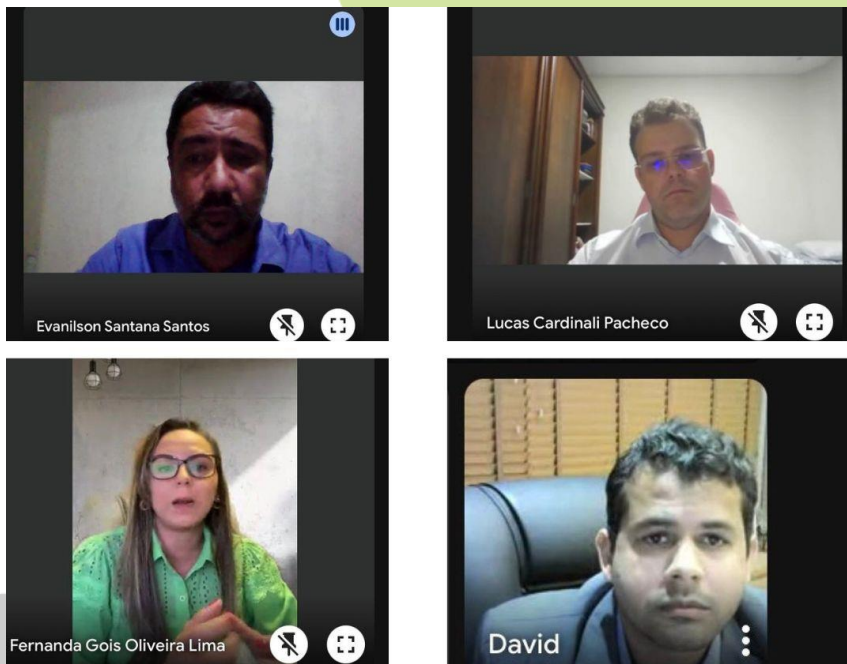 Evanilson Santana Santos
Lucas Cardinali Pacheco
Fernanda Gois Oliveira Lima
David